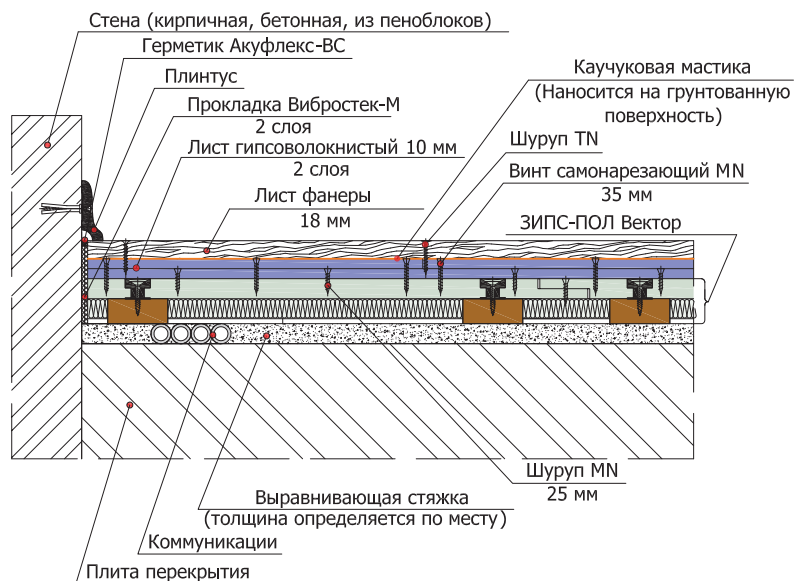 Стена (кирпичная, бетонная, из пеноблоков)
Герметик Акуфлекс-ВС
Плинтус
Прокладка Вибростек-М
2 слоя
Лист гипсоволокнистый 10 мм
2 слоя
Лист фанеры
18 мм
Каучуковая мастика
(Наносится на грунтованную
поверхность)
Шуруп TN
Винт самонарезающий MN
35 мм
ЗИПС-ПОЛ Вектор
Шуруп MN
25 мм
Выравнивающая стяжка
(толщина определяется по месту)
Коммуникации
Плита перекрытия